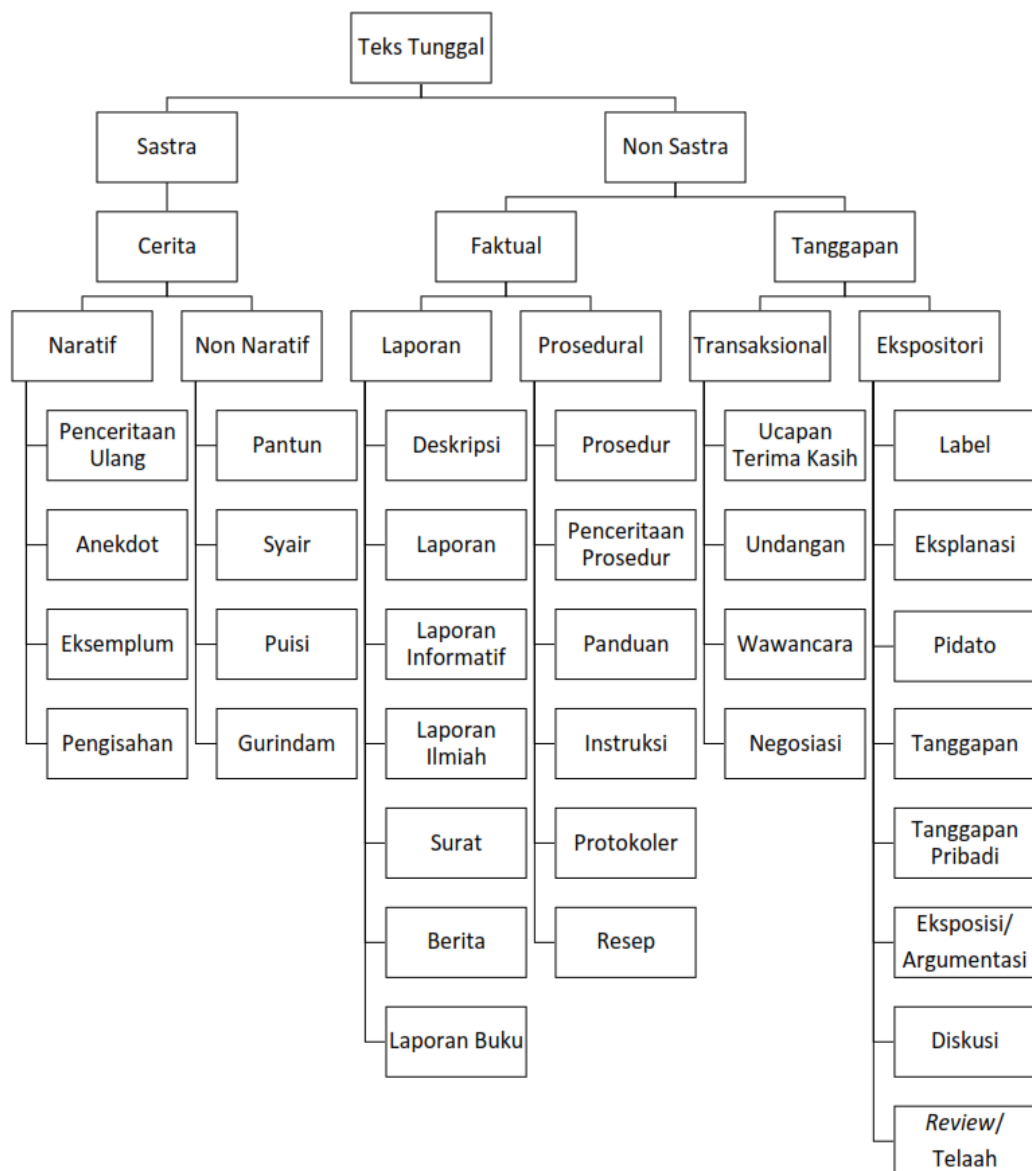 Teks Tunggal
Sastra
Non Sastra
Cerita
Faktual
Tanggapan
Naratif
Non Naratif
Laporan
Prosedural
Transaksional
Ekspositori
Penceritaan
Ulang
Anekdot
Eksemplum
Pengisahan
Pantun
Syair
Puisi
Gurindam
Deskripsi
Laporan
Laporan
Informatif
Laporan
Ilmiah
Surat
Berita
Laporan Buku
Prosedur
Penceritaan
Prosedur
Panduan
Instruksi
Protokoler
Resep
Ucapan
Terima Kasih
Undangan
Wawancara
Negosiasi
Label
Eksplanasi
Pidato
Tanggapan
Tanggapan
Pribadi
Eksposisi/
Argumentasi
Diskusi
Review/
Telaah